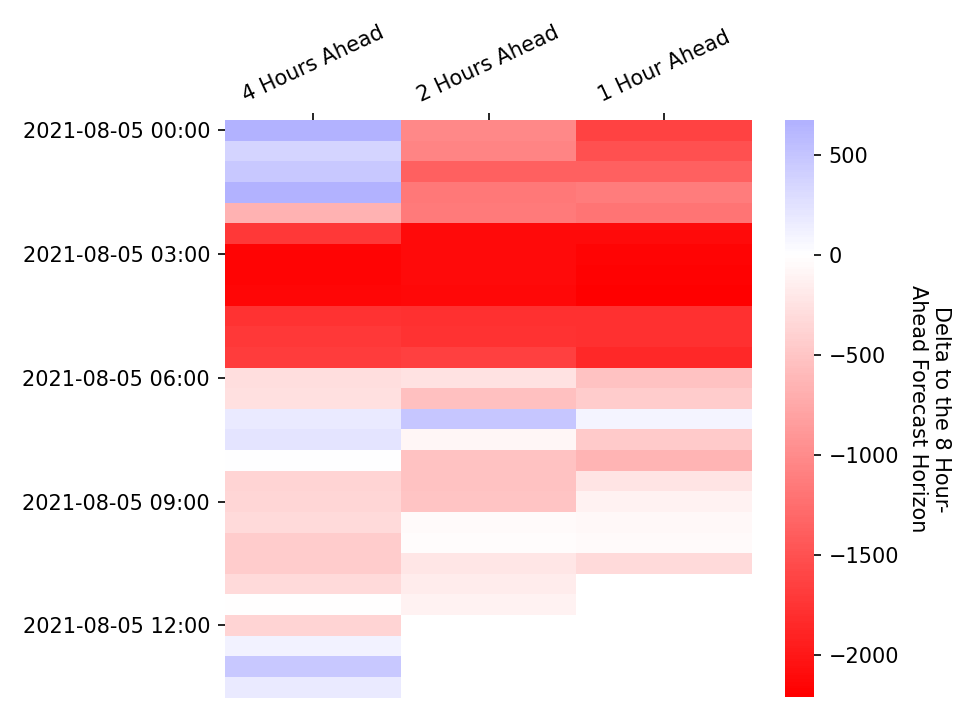 4 Hours Ahead
2 Hours Ahead
1 Hour Ahead
2021-08-05 00:00
2021-08-05 03:00
2021-08-05 06:00
2021-08-05 09:00
2021-08-05 12:00
500
0
−500
−1000
−1500
−2000
Delta to the 8 Hour-
Ahead Forecast Horizon